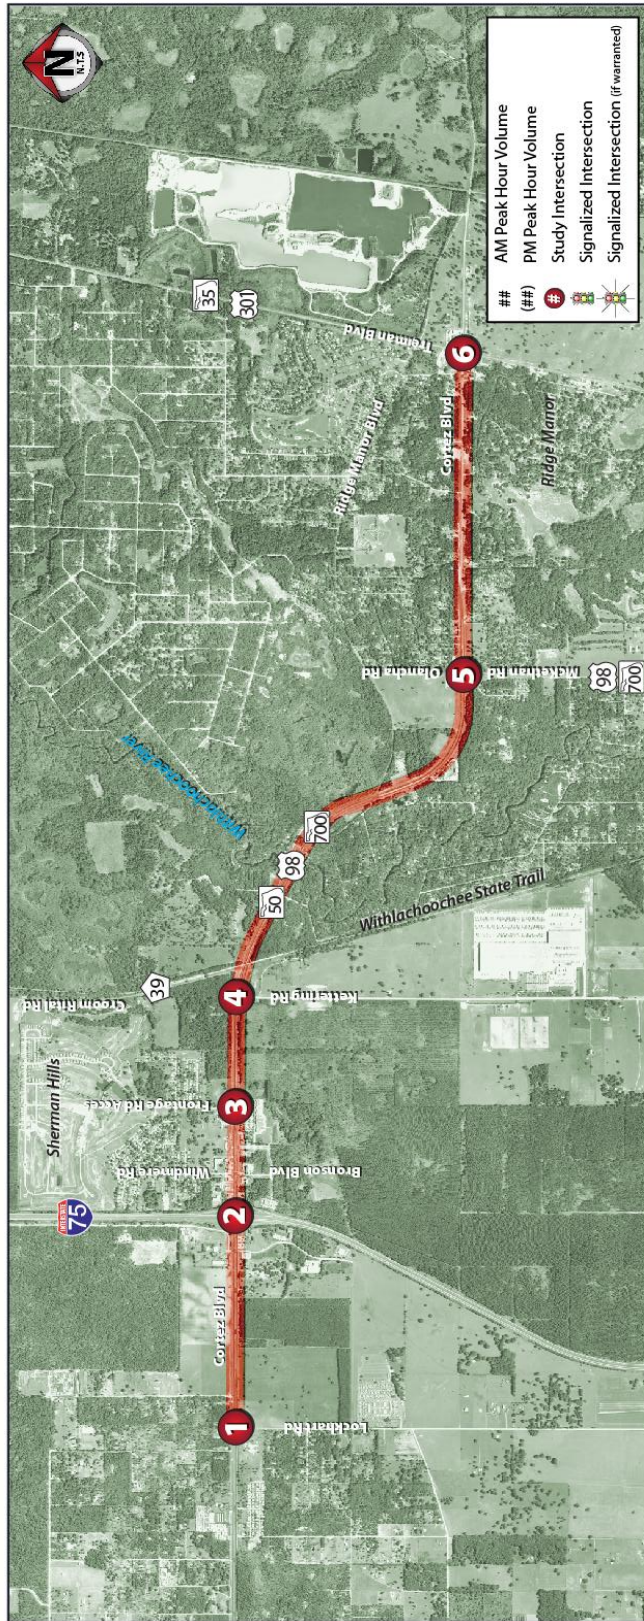 N
N.T.S
Sherman Hills
Croom Rital Rd
39
INTERSTATE
75
Windmere Rd
Frontage Rd Acces
Cortez Blvd
1
2
3
4
Lockhart Rd
Bronson Blvd
Kettering Rd
Withlacoochee River
50
98
700
Withlachoochee State Trail
35
301
Treiman Blvd
Ridge Manor Blvd
Olancha Rd
Cortez Blvd
5
6
McKethan Rd
Ridge Manor
98
700
## AM Peak Hour Volume
(##) PM Peak Hour Volume
# Study Intersection
Signalized Intersection
Signalized Intersection (if warranted)